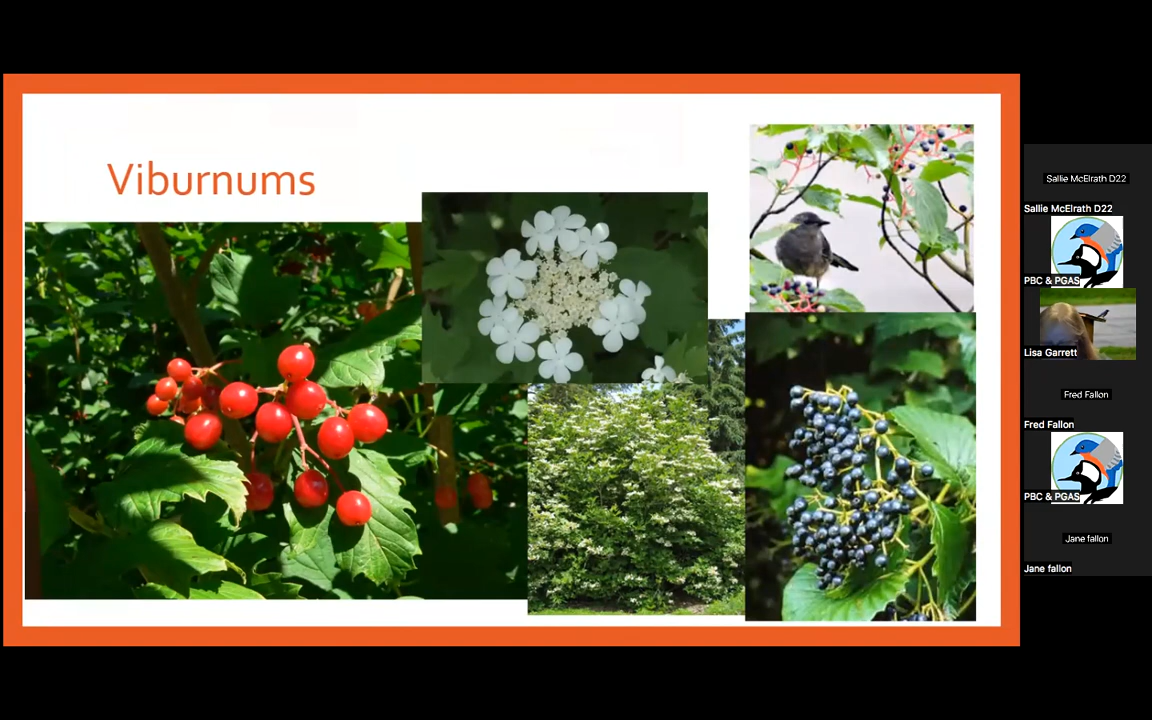 Viburnums
Sallie McElrath D22
Sallie McElrath D22
PBC & PGAS
Lisa Garrett
Fred Fallon
Fred Fallon
PBC & PGAS
Jane fallon
Jane fallon